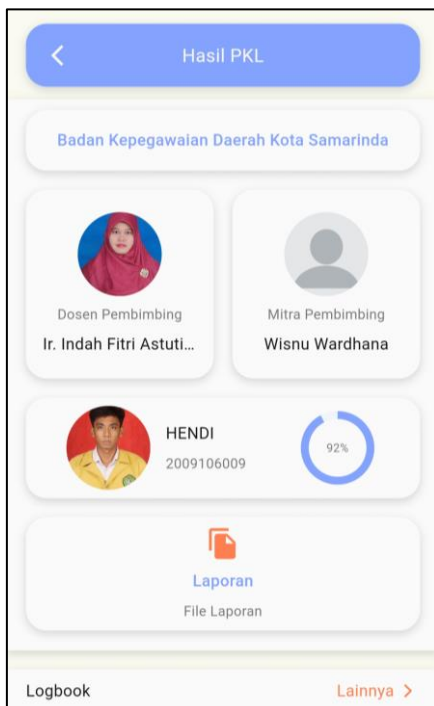 Hasil PKL
Badan Kepegawaian Daerah Kota Samarinda
Dosen Pembimbing
Ir. Indah Fitri Astuti...
Mitra Pembimbing
Wisnu Wardhana
HENDI
2009106009
92%
Laporan
File Laporan
Logbook
Lainnya